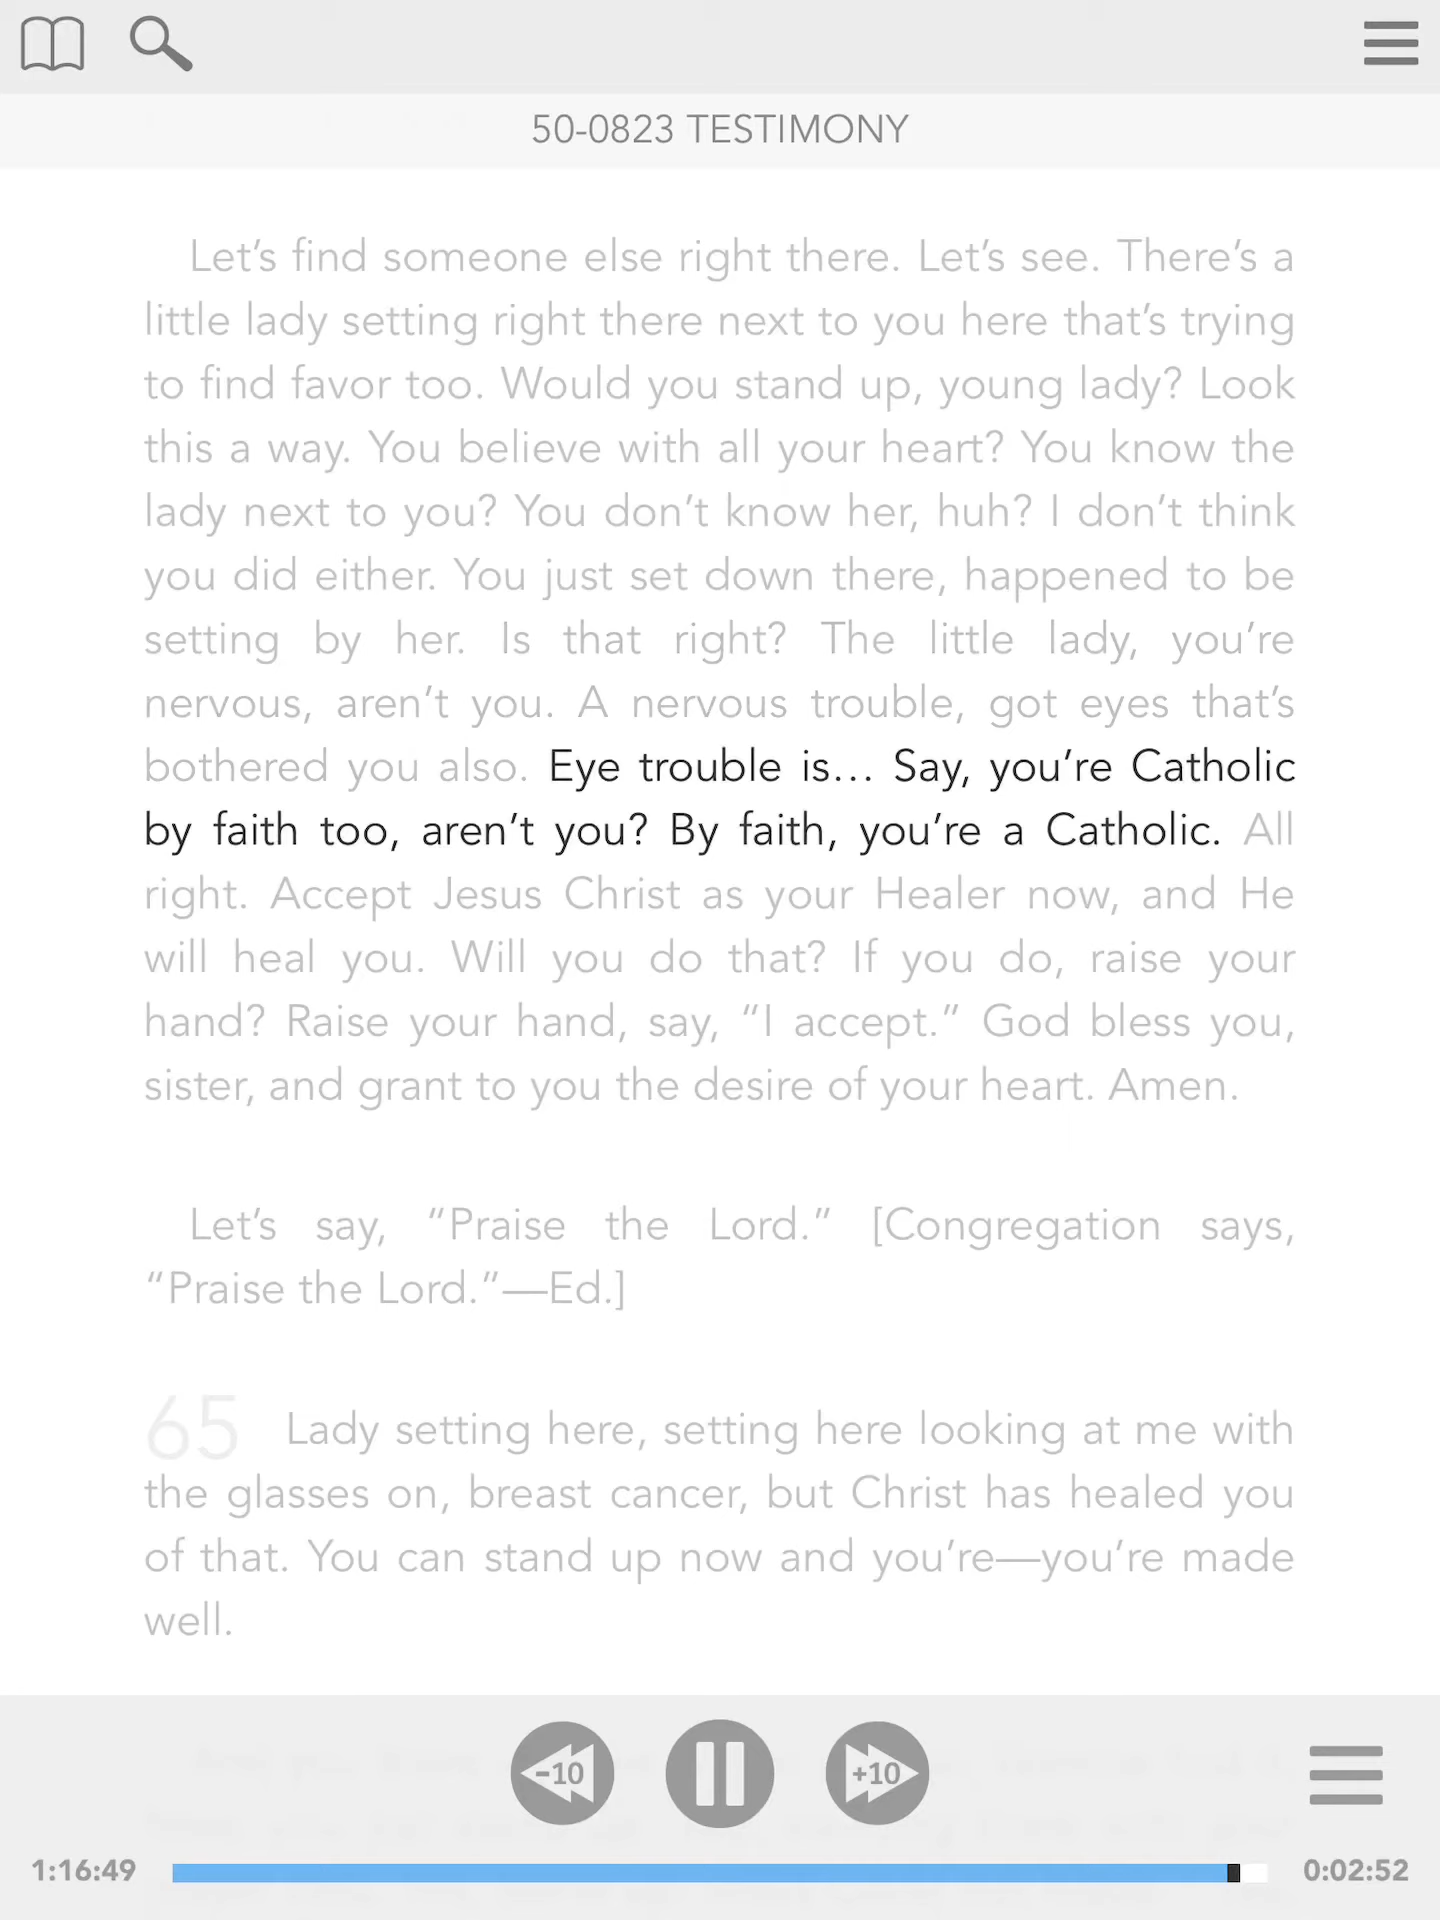 50-0823 TESTIMONY
Let’s find someone else right there. Let’s see. There’s a
little lady setting right there next to you here that’s trying
to find favor too. Would you stand up, young lady? Look
this a way. You believe with all your heart? You know the
lady next to you? You don’t know her, huh? I don’t think
you did either. You just set down there, happened to be
setting by her. Is that right? The little lady, you’re
nervous, aren’t you. A nervous trouble, got eyes that’s
bothered you also. Eye trouble is… Say, you’re Catholic
by faith too, aren’t you? By faith, you’re a Catholic. All
right. Accept Jesus Christ as your Healer now, and He
will heal you. Will you do that? If you do, raise your
hand? Raise your hand, say, “I accept.” God bless you,
sister, and grant to you the desire of your heart. Amen.
Let’s say, “Praise the Lord.” [Congregation says,
“Praise the Lord.”—Ed.]
65 Lady setting here, setting here looking at me with
the glasses on, breast cancer, but Christ has healed you
of that. You can stand up now and you’re—you’re made
well.
-10 +10
1:16:49 0:02:52